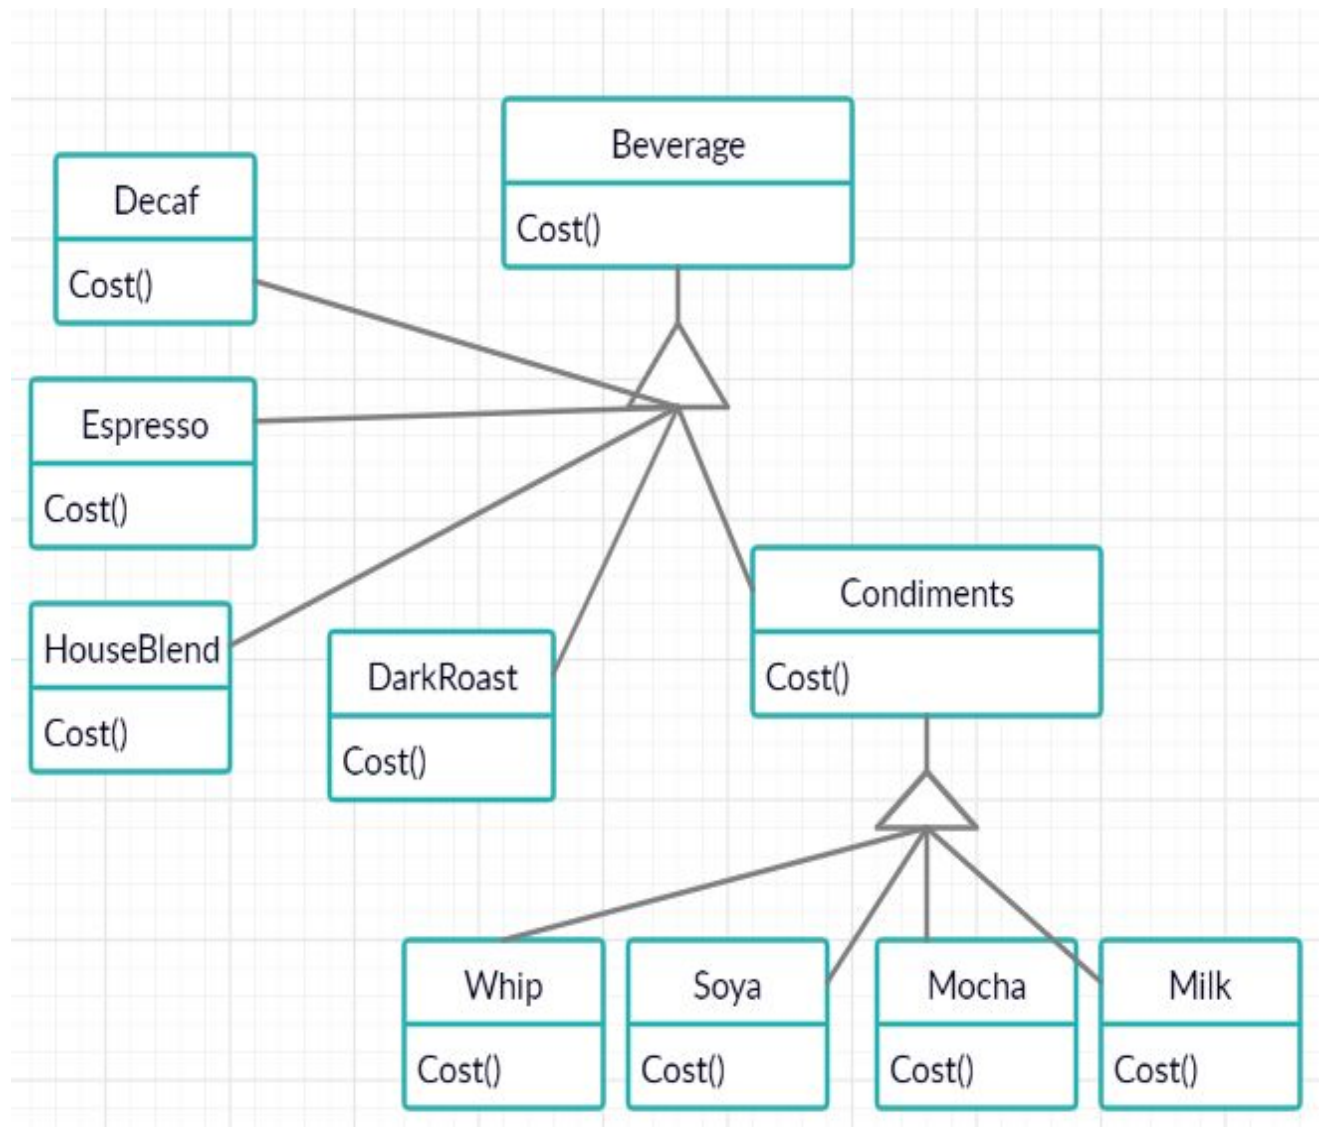 Beverage
Cost()
Decaf
Cost()
Espresso
Cost()
HouseBlend
Cost()
DarkRoast
Cost()
Condiments
Cost()
Whip
Cost()
Soya
Cost()
Mocha
Cost()
Milk
Cost()